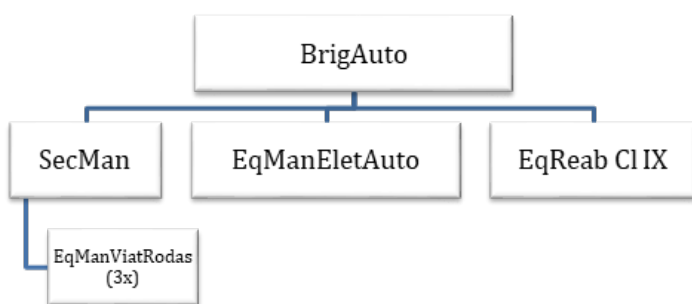 BrigAuto
SecMan
EqManEletAuto
EqReab Cl IX
EqManViatRodas
(3x)